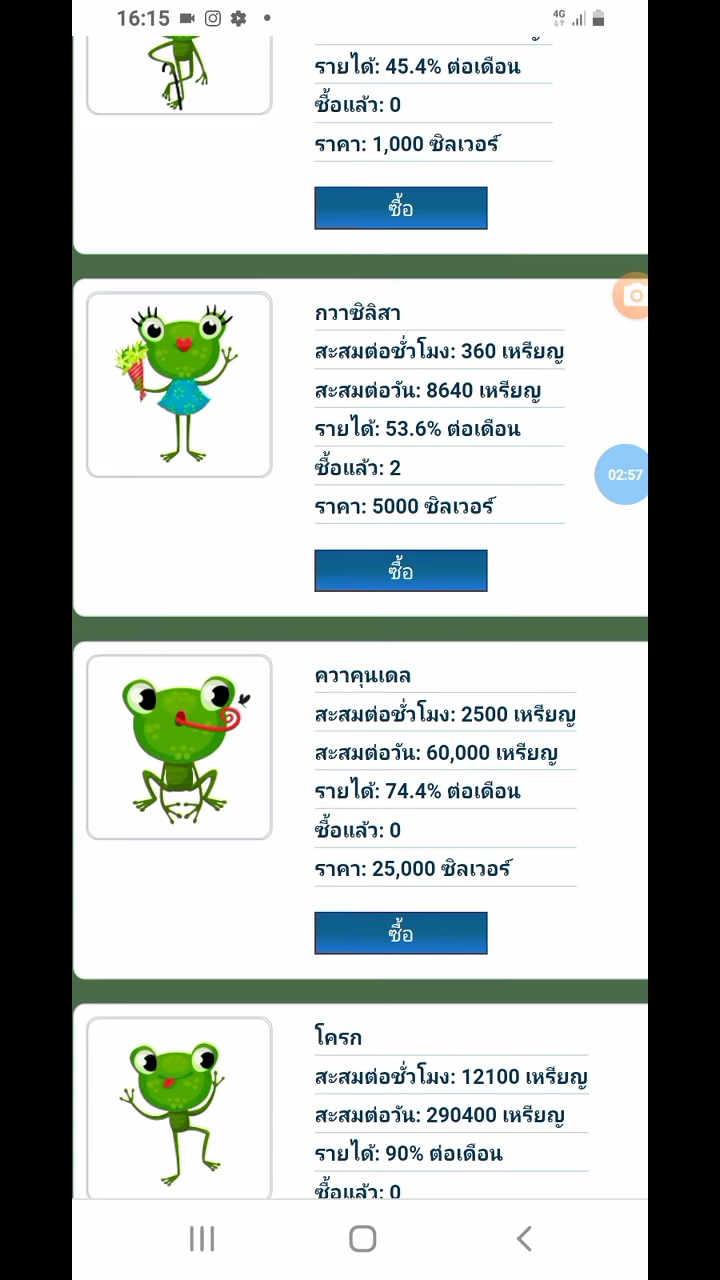 16:15
4G
รายได้: 45.4% ต่อเดือน
ซื้อแล้ว: 0
ราคา: 1,000 ซิลเวอร์
ซื้อ
กวาซิลิสา
สะสมต่อชั่วโมง: 360 เหรียญ
สะสมต่อวัน: 8640 เหรียญ
รายได้: 53.6% ต่อเดือน
ซื้อแล้ว: 2
02:57
ราคา: 5000 ซิลเวอร์
ซื้อ
ควาคุนเดล
สะสมต่อชั่วโมง: 2500 เหรียญ
สะสมต่อวัน: 60,000 เหรียญ
รายได้: 74.4% ต่อเดือน
ซื้อแล้ว: 0
ราคา: 25,000 ซิลเวอร์
ซื้อ
โครก
สะสมต่อชั่วโมง: 12100 เหรียญ
สะสมต่อวัน: 290400 เหรียญ
รายได้: 90% ต่อเดือน
ซื้อแล้ว: 0